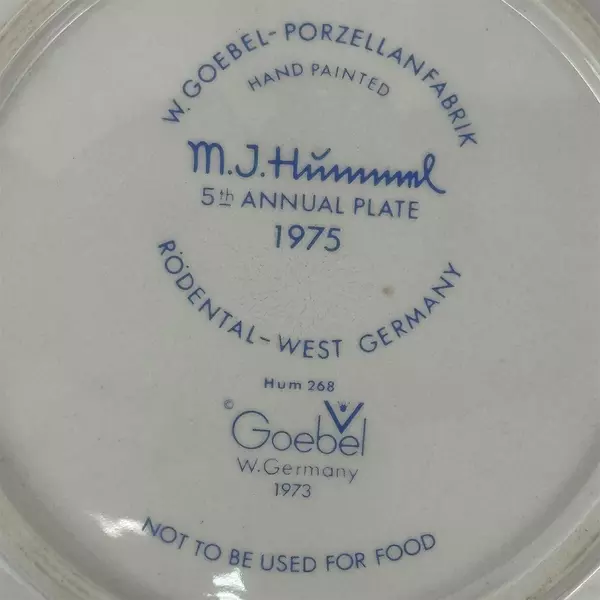 W. GOEBEL-PORZELLANFABRIK
HAND PAINTED
M.J.Hummel
5th ANNUAL PLATE
1975
RÖDENTAL-WEST GERMANY
Hum 268
© Goebel
W.Germany
1973
NOT TO BE USED FOR FOOD